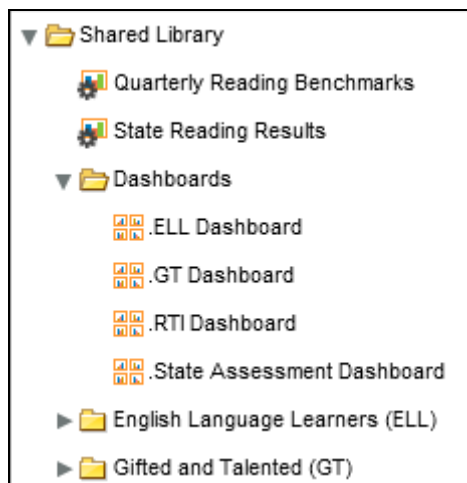 Shared Library
Quarterly Reading Benchmarks
State Reading Results
Dashboards
.ELL Dashboard
.GT Dashboard
.RTI Dashboard
.State Assessment Dashboard
English Language Learners (ELL)
Gifted and Talented (GT)